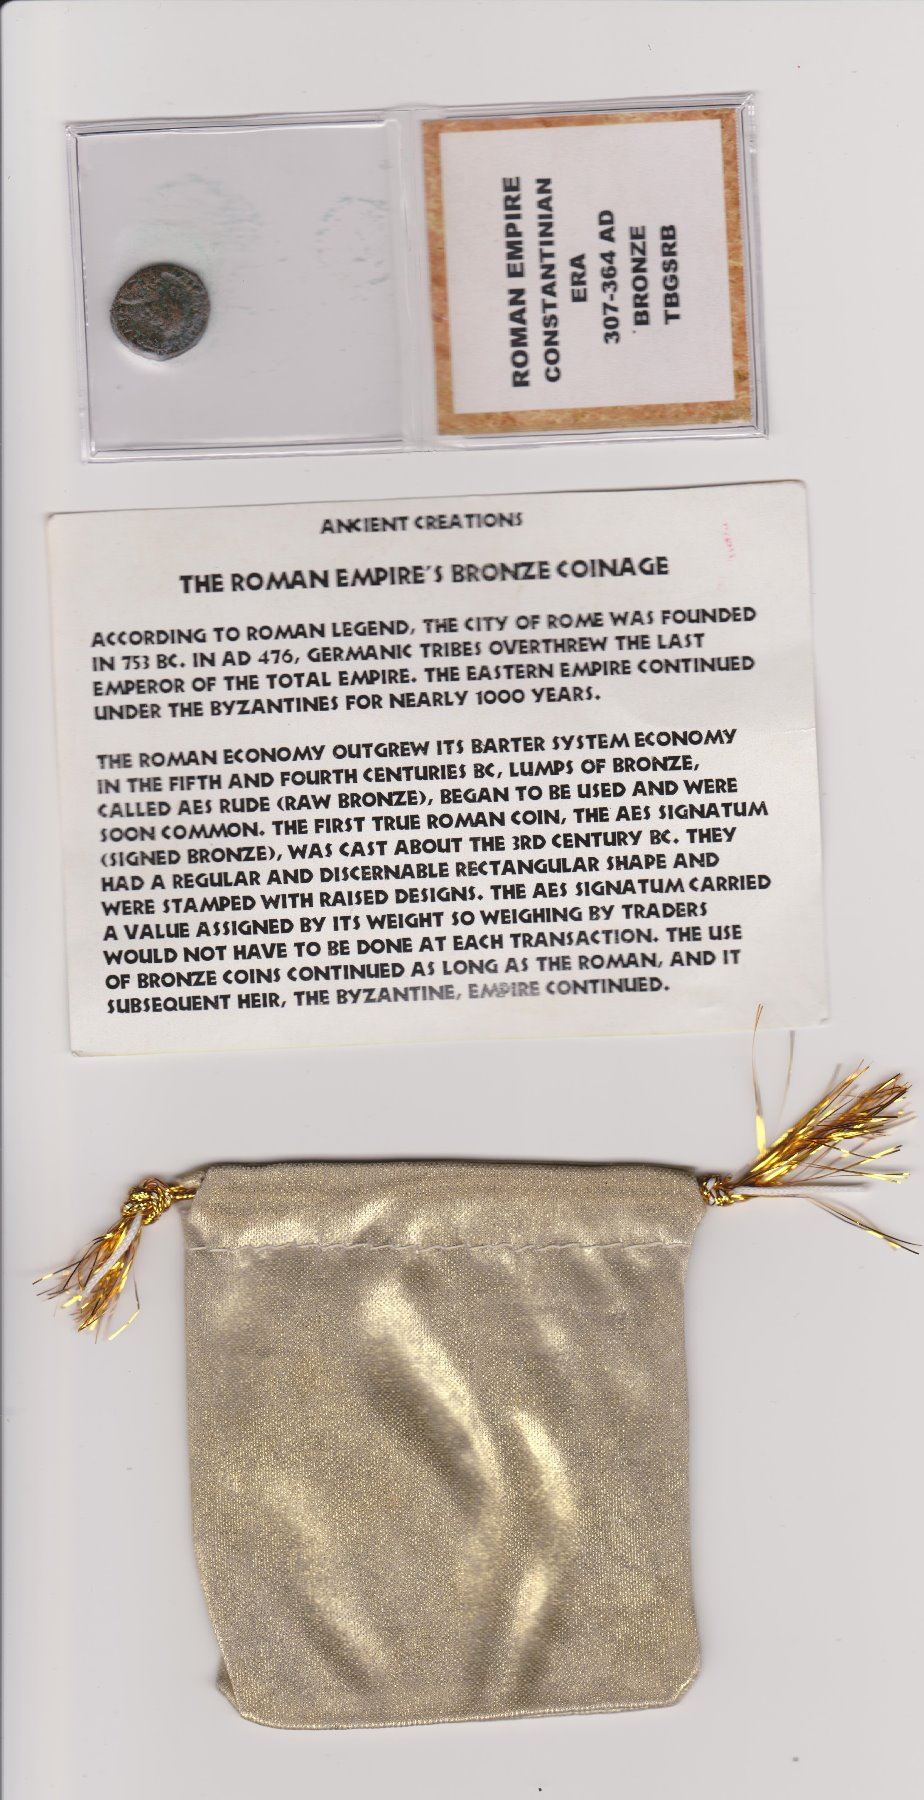 ROMAN EMPIRE
CONSTANTINIAN
ERA
307-364 AD
BRONZE
TBGSRB
ANCIENT CREATIONS
THE ROMAN EMPIRE'S BRONZE COINAGE
ACCORDING TO ROMAN LEGEND, THE CITY OF ROME WAS FOUNDED
IN 753 BC. IN AD 476, GERMANIC TRIBES OVERTHREW THE LAST
EMPEROR OF THE TOTAL EMPIRE. THE EASTERN EMPIRE CONTINUED
UNDER THE BYZANTINES FOR NEARLY 1000 YEARS.
THE ROMAN ECONOMY OUTGREW ITS BARTER SYSTEM ECONOMY
IN THE FIFTH AND FOURTH CENTURIES BC, LUMPS OF BRONZE,
CALLED AES RUDE (RAW BRONZE), BEGAN TO BE USED AND WERE
SOON COMMON. THE FIRST TRUE ROMAN COIN, THE AES SIGNATUM
(SIGNED BRONZE), WAS CAST ABOUT THE 3RD CENTURY BC. THEY
HAD A REGULAR AND DISCERNABLE RECTANGULAR SHAPE AND
WERE STAMPED WITH RAISED DESIGNS. THE AES SIGNATUM CARRIED
A VALUE ASSIGNED BY ITS WEIGHT SO WEIGHING BY TRADERS
WOULD NOT HAVE TO BE DONE AT EACH TRANSACTION. THE USE
OF BRONZE COINS CONTINUED AS LONG AS THE ROMAN, AND IT
SUBSEQUENT HEIR, THE BYZANTINE, EMPIRE CONTINUED.